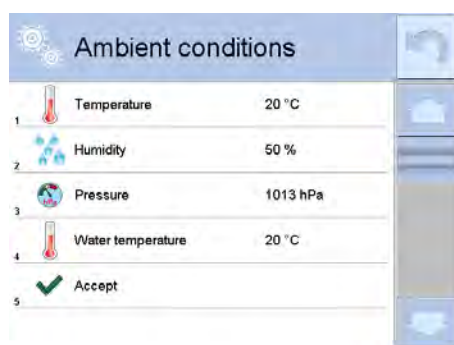 Ambient conditions
1 Temperature 20 °C
2 Humidity 50 %
3 Pressure 1013 hPa
4 Water temperature 20 °C
5 Accept